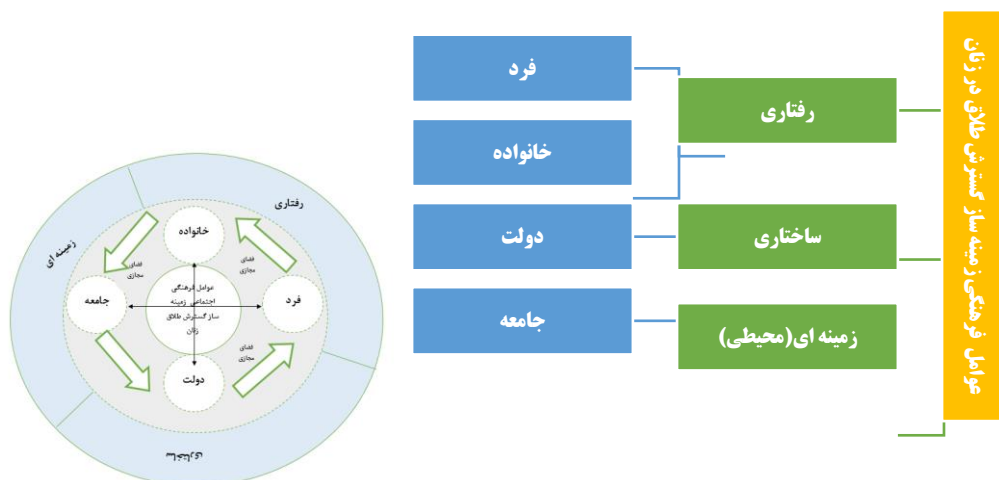 عوامل فرهنگی زمینه ساز گسترش طلاق در زنان
رفتاری
ساختاری
زمینه ای(محیطی)
فرد
خانواده
دولت
جامعه
رفتاری
زمینه ای
ساختاری
خانواده
فضای
مجازی
فضای
مجازی
جامعه
فرد
عوامل فرهنگی
اجتماعی زمینه
ساز گسترش طلاق
زنان
فضای
مجازی
دولت